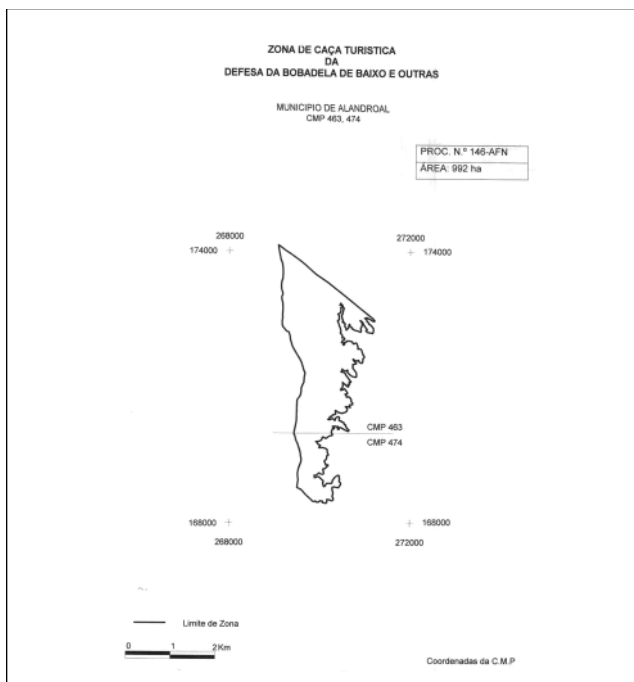 ZONA DE CAÇA TURISTICA
DA
DEFESA DA BOBADELA DE BAIXO E OUTRAS
MUNICIPIO DE ALANDROAL
CMP 463, 474
PROC. N.º 146-AFN
ÁREA: 992 ha
268000
272000
174000
174000
CMP 463
CMP 474
168000
168000
268000
272000
Limite de Zona
0 1 2 Km
Coordenadas da C.M.P